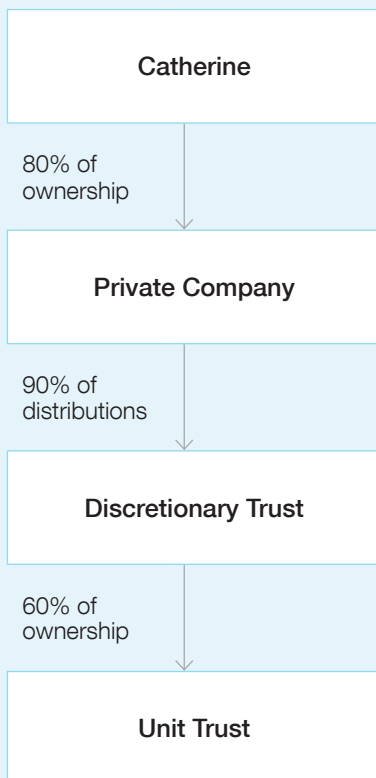 Catherine
80% of
ownership
Private Company
90% of
distributions
Discretionary Trust
60% of
ownership
Unit Trust